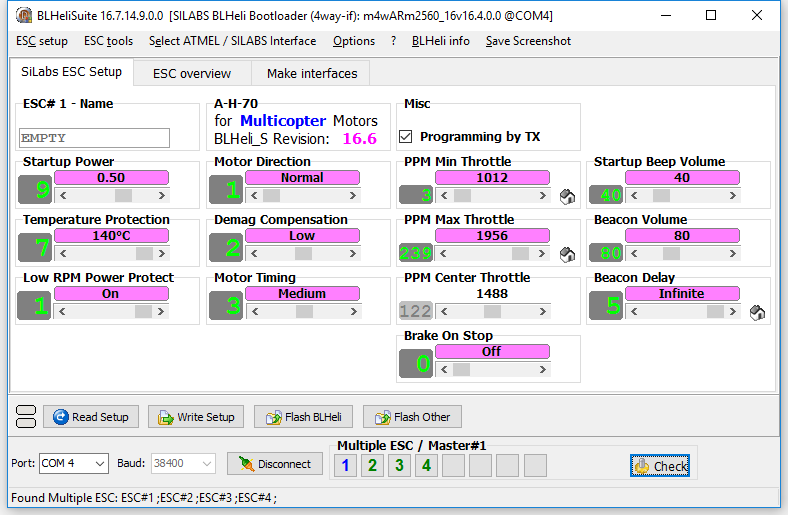 BLHeliSuite 16.7.14.9.0.0 [SILABS BLHeli Bootloader (4way-if): m4wARm2560_16v16.4.0.0 @COM4]
ESC setup ESC tools Select ATMEL / SILABS Interface Options ? BLHeli info Save Screenshot
SiLabs ESC Setup ESC overview Make interfaces
ESC# 1 - Name A-H-70 Misc
for Multicopter Motors
EMPTY BLHeli_S Revision: 16.6 Programming by TX
Startup Power Motor Direction PPM Min Throttle Startup Beep Volume
9 0.50 1 Normal 3 1012 40 40
Temperature Protection Demag Compensation PPM Max Throttle Beacon Volume
7 140°C 2 Low 239 1956 80 80
Low RPM Power Protect Motor Timing PPM Center Throttle Beacon Delay
1 On 3 Medium 122 1488 5 Infinite
Brake On Stop
0 Off
Read Setup Write Setup Flash BLHeli Flash Other
Multiple ESC / Master#1
Port: COM 4 Baud: 38400 Disconnect 1 2 3 4 Check
Found Multiple ESC: ESC#1 ;ESC#2 ;ESC#3 ;ESC#4 ;